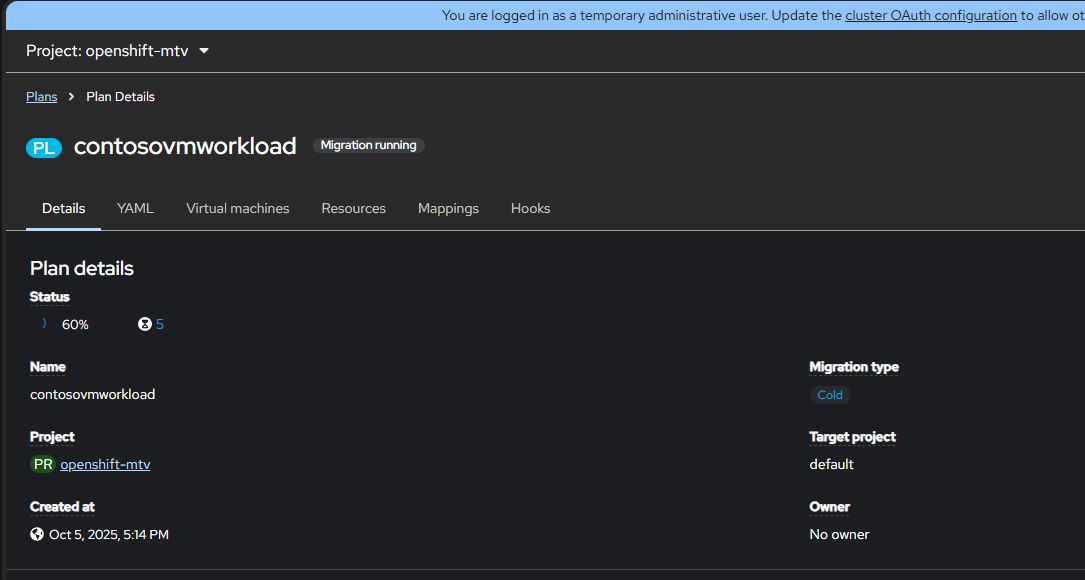 You are logged in as a temporary administrative user. Update the cluster OAuth configuration to allow ot
Project: openshift-mtv
Plans > Plan Details
PL contosovmworkload Migration running
Details YAML Virtual machines Resources Mappings Hooks
Plan details
Status
60% 5
Name Migration type
contosovmworkload Cold
Project Target project
PR openshift-mtv default
Created at Owner
Oct 5, 2025, 5:14 PM No owner